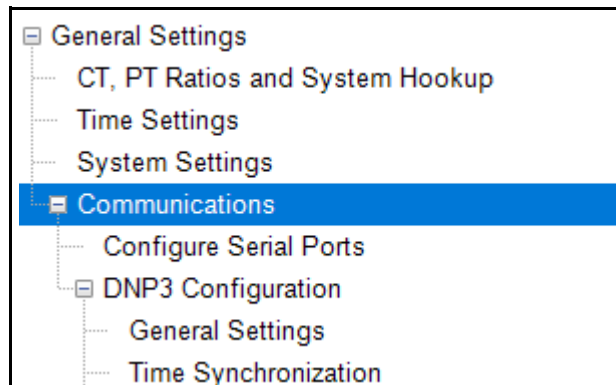 General Settings
CT, PT Ratios and System Hookup
Time Settings
System Settings
Communications
Configure Serial Ports
DNP3 Configuration
General Settings
Time Synchronization